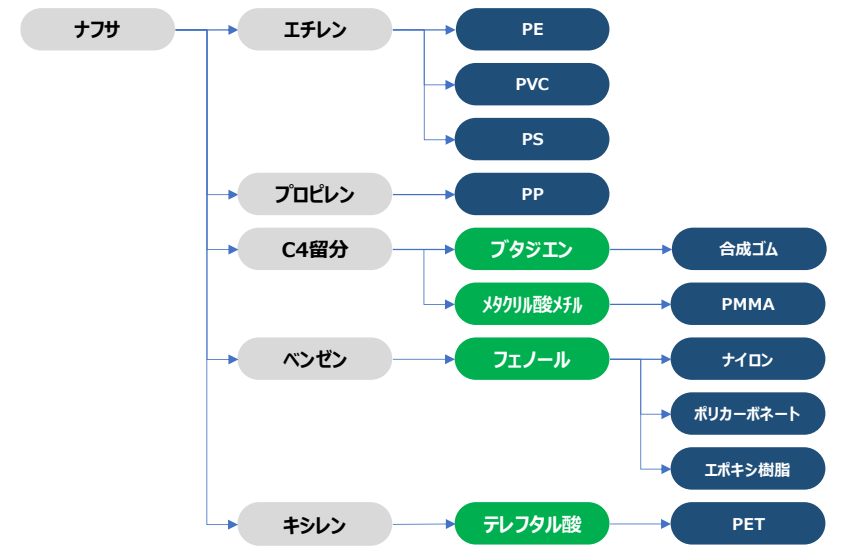 ナフサ
エチレン
PE
PVC
PS
プロピレン
PP
C4留分
ブタジエン
合成ゴム
メタクリル酸メチル
PMMA
ベンゼン
フェノール
ナイロン
ポリカーボネート
エポキシ樹脂
キシレン
テレフタル酸
PET